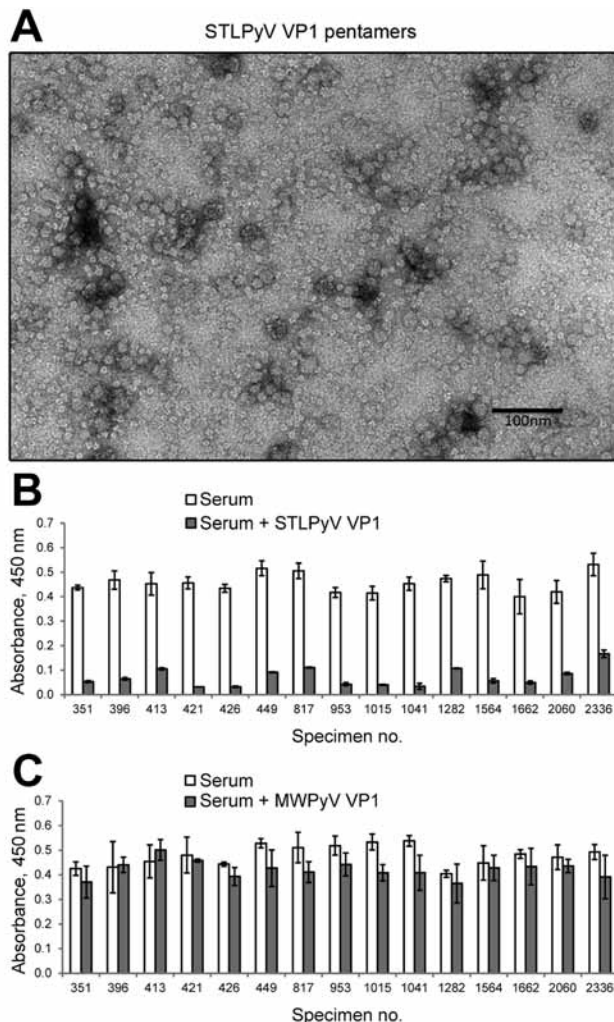 A
STLPyV VP1 pentamers
100nm
B
Serum
Serum + STLPyV VP1
Absorbance, 450 nm
0.7
0.6
0.5
0.4
0.3
0.2
0.1
0.0
351 396 413 421 426 449 817 953 1015 1041 1282 1564 1662 2060 2336
Specimen no.
C
Serum
Serum + MWPyV VP1
Absorbance, 450 nm
0.7
0.6
0.5
0.4
0.3
0.2
0.1
0.0
351 396 413 421 426 449 817 953 1015 1041 1282 1564 1662 2060 2336
Specimen no.